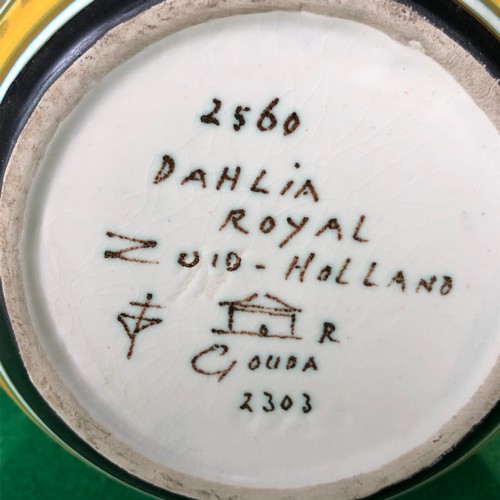 2560
DAHLiA
ROYAL
ZUID-HOLLAND
R
GOUDA
2303